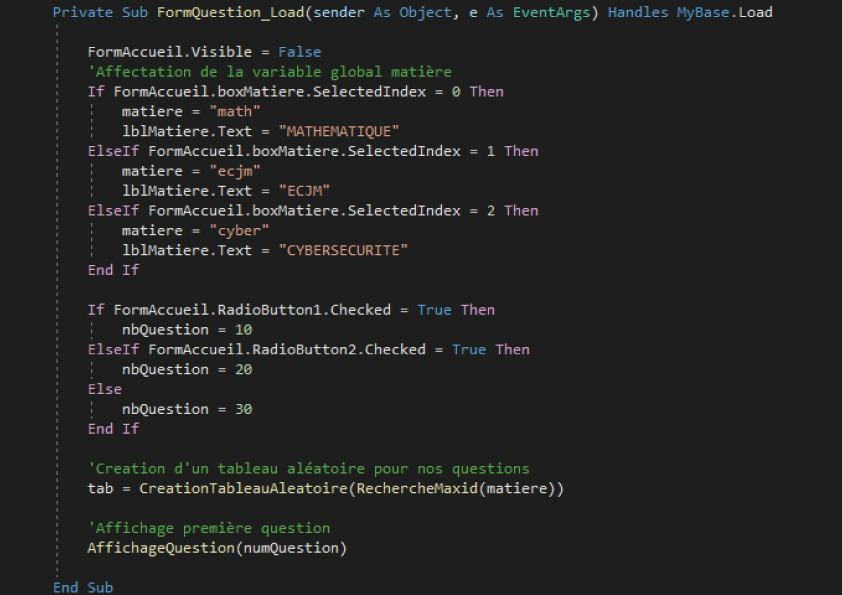 Private Sub FormQuestion_Load(sender As Object, e As EventArgs) Handles MyBase.Load
FormAccueil.Visible = False
'Affectation de la variable global matière
If FormAccueil.boxMatiere.SelectedIndex = 0 Then
matiere = "math"
lblMatiere.Text = "MATHEMATIQUE"
ElseIf FormAccueil.boxMatiere.SelectedIndex = 1 Then
matiere = "ecjm"
lblMatiere.Text = "ECJM"
ElseIf FormAccueil.boxMatiere.SelectedIndex = 2 Then
matiere = "cyber"
lblMatiere.Text = "CYBERSECURITE"
End If
If FormAccueil.RadioButton1.Checked = True Then
nbQuestion = 10
ElseIf FormAccueil.RadioButton2.Checked = True Then
nbQuestion = 20
Else
nbQuestion = 30
End If
'Creation d'un tableau aléatoire pour nos questions
tab = CreationTableauAleatoire(RechercheMaxid(matiere))
'Affichage première question
AffichageQuestion(numQuestion)
End Sub